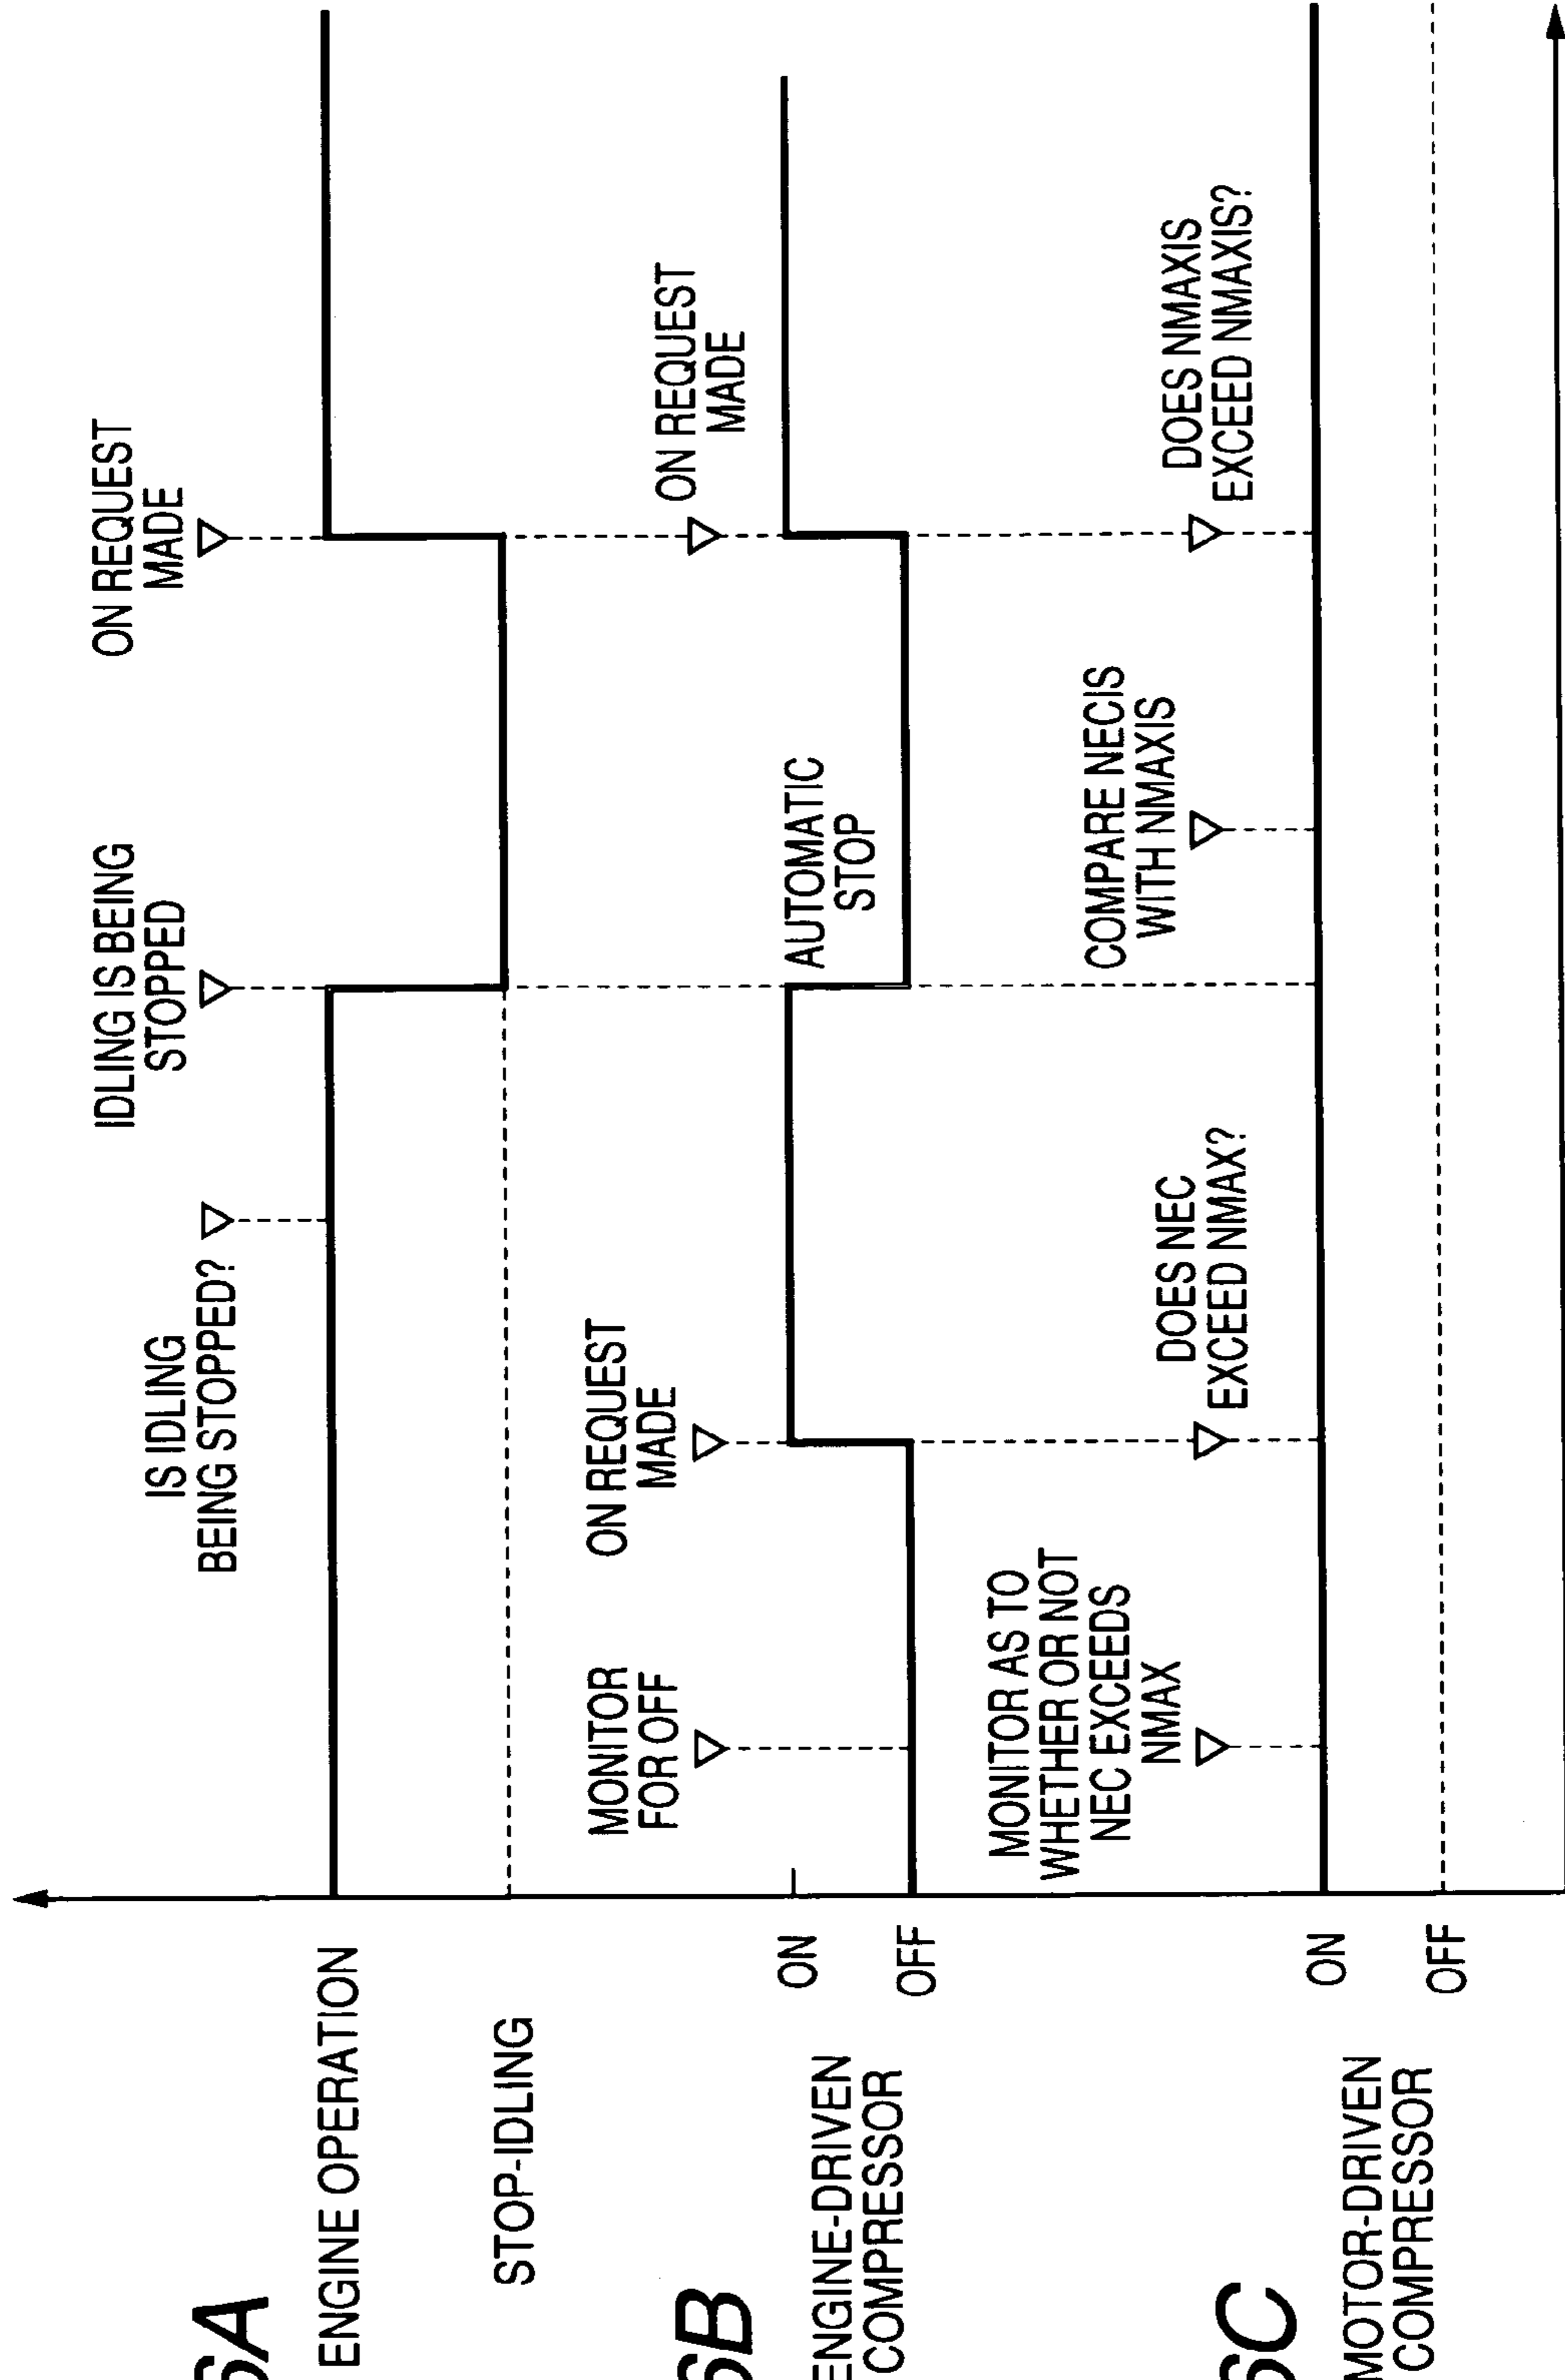 6A
ENGINE OPERATION
STOP-IDLING
IS IDLING
BEING STOPPED?
IDLING IS BEING
STOPPED
ON REQUEST
MADE
6B
ENGINE-DRIVEN
COMPRESSOR
ON
OFF
MONITOR
FOR OFF
ON REQUEST
MADE
AUTOMATIC
STOP
ON REQUEST
MADE
6C
MOTOR-DRIVEN
COMPRESSOR
ON
OFF
MONITOR AS TO
WHETHER OR NOT
NEC EXCEEDS
NMAX
DOES NEC
EXCEED NMAX?
COMPARE NECIS
WITH NMAXIS
DOES NMAXIS
EXCEED NMAXIS?